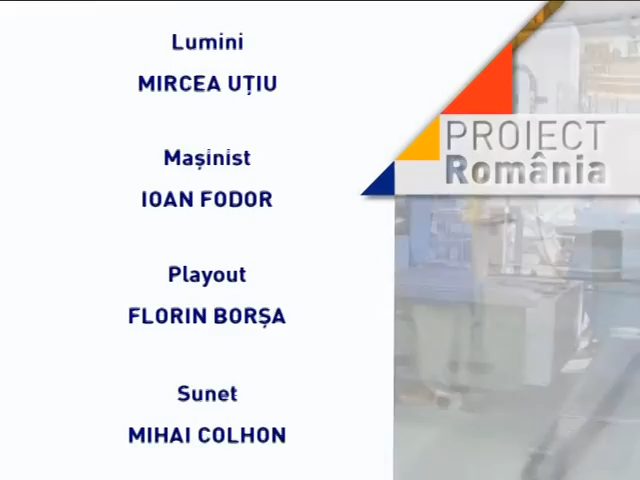 Lumini
MIRCEA UȚIU
Mașinist
IOAN FODOR
Playout
FLORIN BORȘA
Sunet
MIHAI COLHON
PROIECT
România